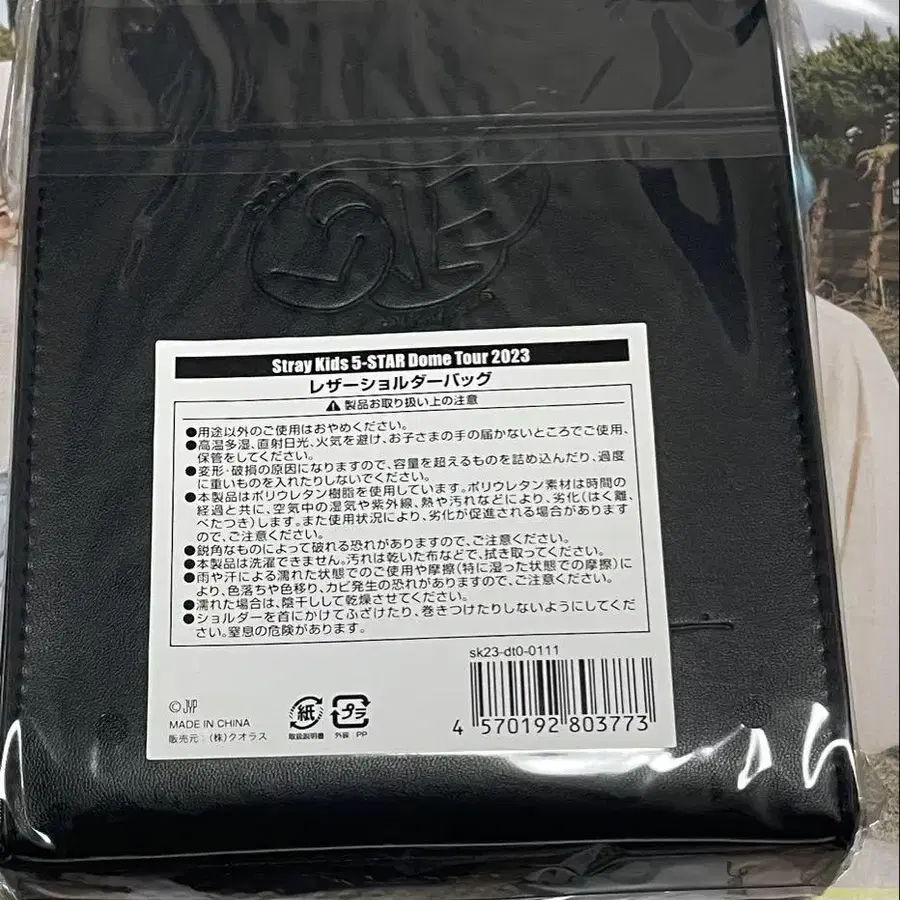 Stray Kids 5-STAR Dome Tour 2023
レザーショルダーバッグ
製品お取り扱い上の注意
●用途以外のご使用はおやめください。
●高温多湿、直射日光、火気を避け、お子さまの手の届かないところでご使用、
保管をしてください。
●変形・破損の原因になりますので、容量を超えるものを詰め込んだり、過度
に重いものを入れたりしないでください。
●本製品はポリウレタン樹脂を使用しています。ポリウレタン素材は時間の
経過と共に、空気中の湿気や紫外線、熱や汚れなどにより、劣化(はく離、
べたつき)します。また使用状況により、劣化が促進される場合があります
ので、ご注意ください。
●鋭角なものによって破れる恐れがありますので、ご注意ください。
●本製品は洗濯できません。汚れは乾いた布などで、拭き取ってください。
●雨や汗による濡れた状態でのご使用や摩擦(特に湿った状態での摩擦)に
より、色落ちや色移り、カビ発生の恐れがありますので、ご注意ください。
●濡れた場合は、陰干しして乾燥させてください。
●ショルダーを首にかけてふざけたり、巻きつけたりしないようにしてくだ
さい。窒息の危険があります。
sk23-dt0-0111
4 570192 803773
© JYP
MADE IN CHINA
販売元:(株)クオラス
紙
取扱説明書
プラ
外装:PP